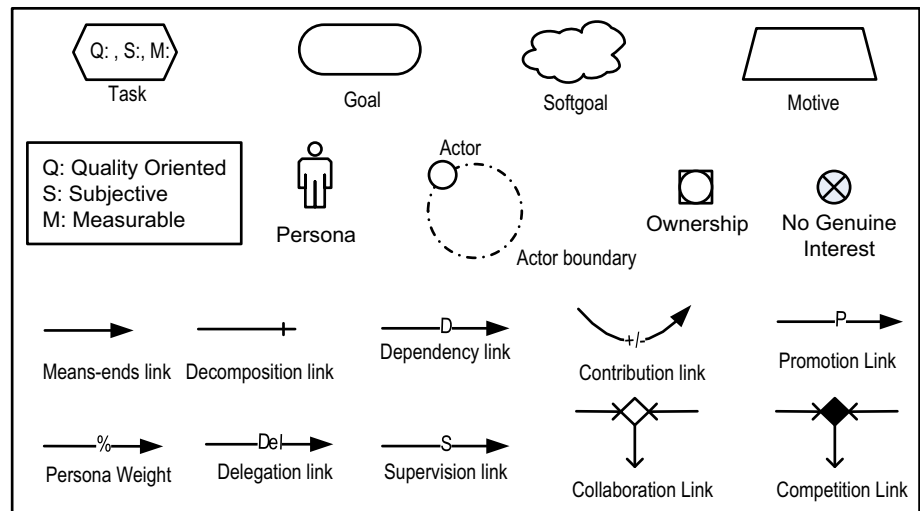 Q: , S:, M:
Task
Goal
Softgoal
Motive
Q: Quality Oriented
S: Subjective
M: Measurable
Persona
Actor
Actor boundary
Ownership
No Genuine
Interest
Means-ends link
Decomposition link
D
Dependency link
+/-
Contribution link
P
Promotion Link
%
Persona Weight
Del
Delegation link
S
Supervision link
Collaboration Link
Competition Link